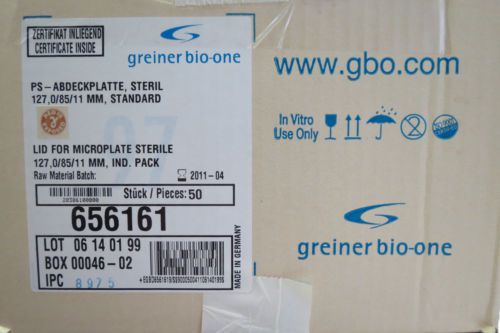 ZERTIFIKAT INLIEGEND
CERTIFICATE INSIDE
greiner bio-one
PS-ABDECKPLATTE, STERIL
127,0/85/11 MM, STANDARD
97
LID FOR MICROPLATE STERILE
127,0/85/11 MM, IND. PACK
Raw Material Batch:
2011-04
Stück / Pieces: 50
656161
LOT 06 14 01 99
BOX 00046-02
IPC 8975
MADE IN GERMANY
www.gbo.com
In Vitro
Use Only
2
greiner bio-one